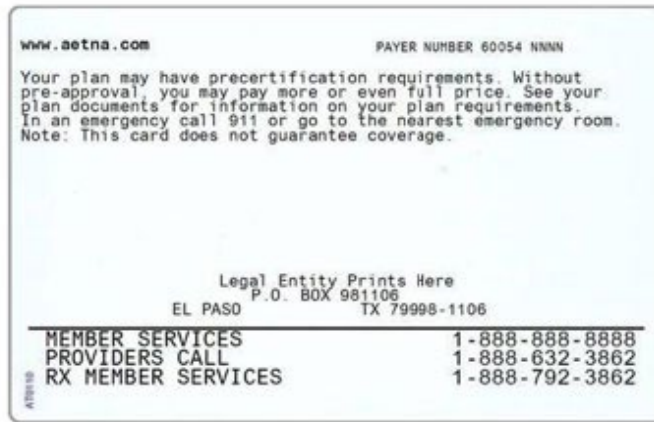 www.aetna.com PAYER NUMBER 60054 NNNN
Your plan may have precertification requirements. Without
pre-approval, you may pay more or even full price. See your
plan documents for information on your plan requirements.
In an emergency call 911 or go to the nearest emergency room.
Note: This card does not guarantee coverage.
Legal Entity Prints Here
P.O. BOX 981106
EL PASO TX 79998-1106
MEMBER SERVICES 1-888-888-8888
PROVIDERS CALL 1-888-632-3862
RX MEMBER SERVICES 1-888-792-3862
AT0110